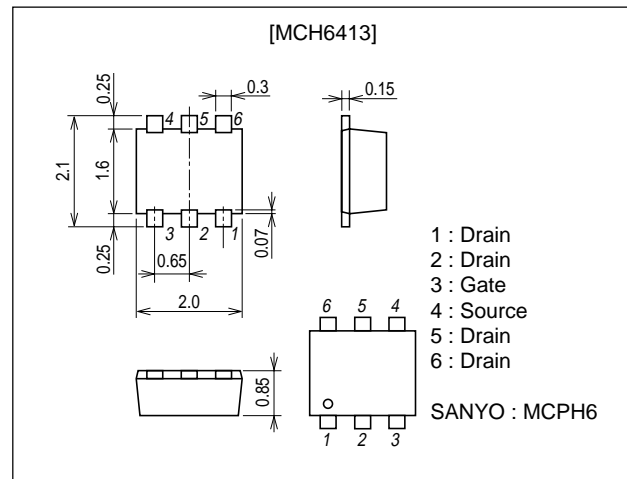 [MCH6413]
0.25
0.3
0.15
4 5 6
2.1
1.6
0.25
3 2 1
0.07
0.65
2.0
1 : Drain
2 : Drain
3 : Gate
4 : Source
5 : Drain
6 : Drain
6 5 4
0.85
SANYO : MCPH6
1 2 3